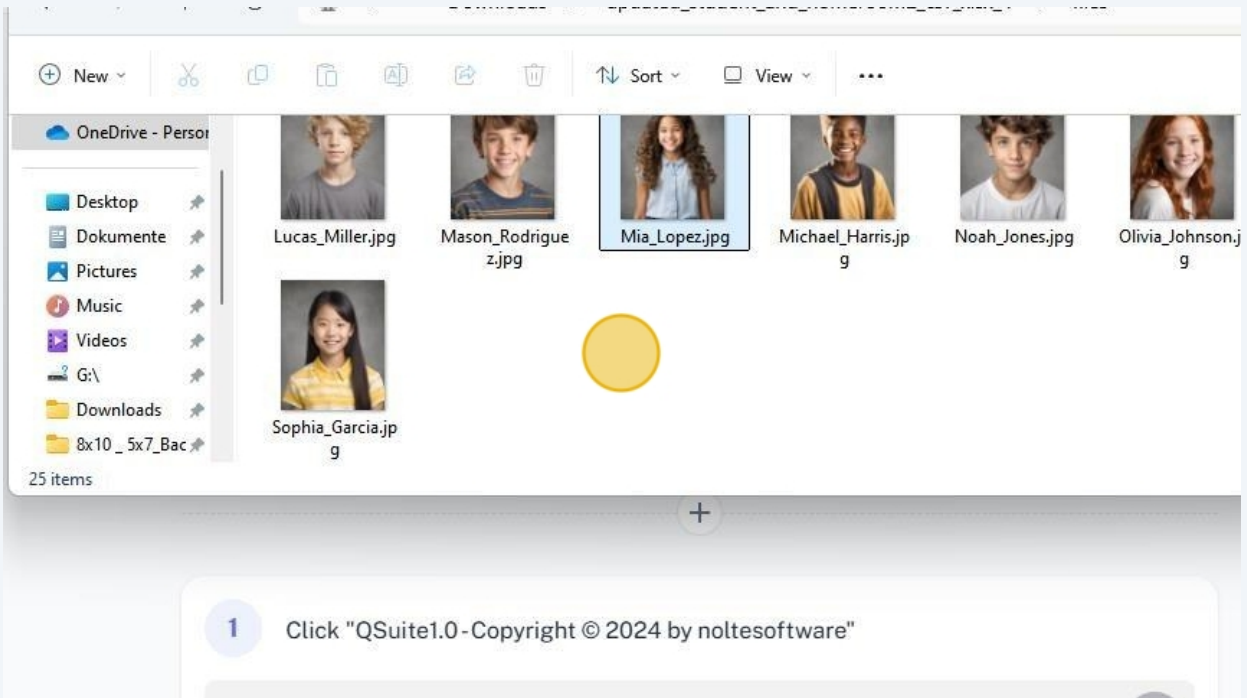 New
Sort
View
OneDrive - Person
Desktop
Dokumente
Pictures
Music
Videos
G:\
Downloads
8x10 _ 5x7_Bac
Lucas_Miller.jpg
Mason_Rodrigue
z.jpg
Mia_Lopez.jpg
Michael_Harris.jp
g
Noah_Jones.jpg
Olivia_Johnson.j
g
Sophia_Garcia.jp
g
25 items
1
Click "QSuite1.0 - Copyright © 2024 by noltesoftware"